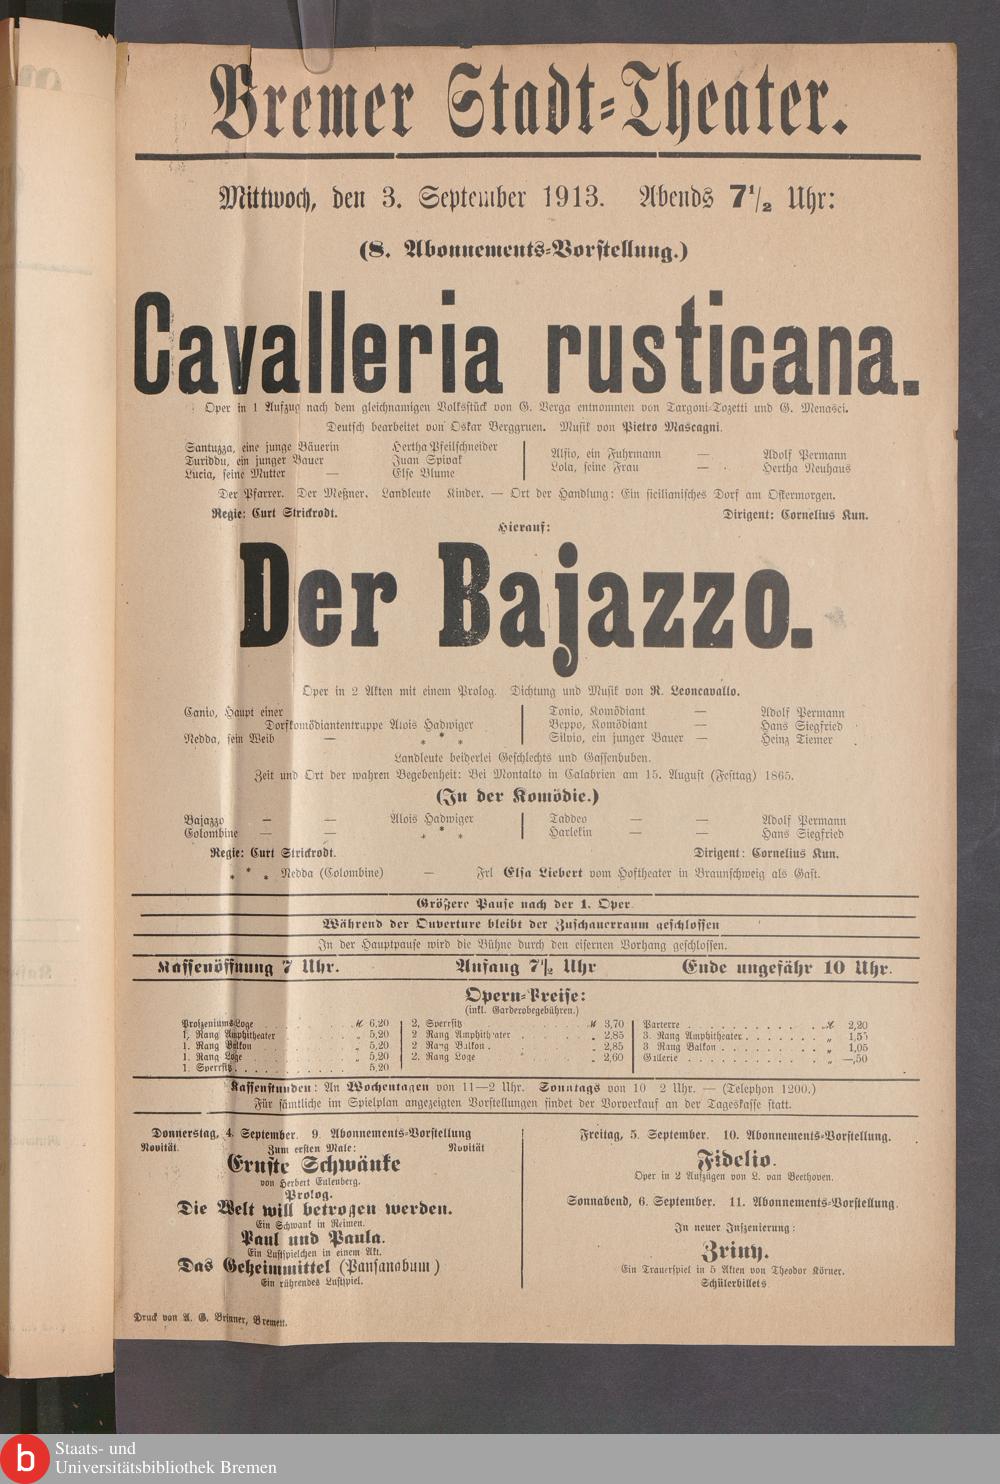 Bremer Stadt-Theater.
Mittwoch, den 3. September 1913. Abends 7½ Uhr:
(8. Abonnements-Vorstellung.)
Cavalleria rusticana.
Oper in 1 Aufzug nach dem gleichnamigen Volksstück von G. Verga entnommen von Targoni-Tozetti und G. Menasci.
Deutsch bearbeitet von Oskar Berggruen. Musik von Pietro Mascagni.
Santuzza, eine junge Bäuerin Hertha Pfeilschneider
Turiddu, ein junger Bauer Juan Spivak
Lucia, seine Mutter — Else Blume
Alfio, ein Fuhrmann — Adolf Permann
Lola, seine Frau — Hertha Neuhaus
Der Pfarrer. Der Meßner. Landleute Kinder. — Ort der Handlung: Ein sicilianisches Dorf am Ostermorgen.
Regie: Curt Strickrodt. Dirigent: Cornelius Kun.
Hierauf:
Der Bajazzo.
Oper in 2 Akten mit einem Prolog. Dichtung und Musik von R. Leoncavallo.
Canio, Haupt einer
Dorfkomödiantentruppe Alois Hadwiger
Nedda, sein Weib — * * *
Tonio, Komödiant — Adolf Permann
Beppo, Komödiant — Hans Siegfried
Silvio, ein junger Bauer — Heinz Tiemer
Landleute beiderlei Geschlechts und Gassenbuben.
Zeit und Ort der wahren Begebenheit: Bei Montalto in Calabrien am 15. August (Festtag) 1865.
(In der Komödie.)
Bajazzo — — Alois Hadwiger
Colombine — — * * *
Taddeo — — Adolf Permann
Harlekin — — Hans Siegfried
Regie: Curt Strickrodt. Dirigent: Cornelius Kun.
* * * Nedda (Colombine) — Frl Elsa Liebert vom Hoftheater in Braunschweig als Gast.
Größere Pause nach der 1. Oper.
Während der Ouverture bleibt der Zuschauerraum geschlossen
In der Hauptpause wird die Bühne durch den eisernen Vorhang geschlossen.
Kassenöffnung 7 Uhr. Anfang 7½ Uhr Ende ungefähr 10 Uhr.
Opern-Preise:
(inkl. Garderobegebühren.)
Proszeniums-Loge . . . . . . . . ℳ 6,20
1. Rang Amphitheater . . . . . . „ 5,20
1. Rang Balkon . . . . . . . . „ 5,20
1. Rang Loge . . . . . . . . „ 5,20
1. Sperrsitz . . . . . . . . . . 5,20
2. Sperrsitz . . . . . . . . ℳ 3,70
2 Rang Amphitheater . . . . . . „ 2,85
2 Rang Balkon . . . . . . . . „ 2,85
2. Rang Loge . . . . . . . . „ 2,60
Parterre . . . . . . . . . . ℳ 2,20
3. Rang Amphitheater . . . . . . . „ 1,55
3 Rang Balkon . . . . . . . . . „ 1,05
Gallerie . . . . . . . . . . . „ —,50
Kassenstunden: An Wochentagen von 11—2 Uhr. Sonntags von 10 2 Uhr. — (Telephon 1200.)
Für sämtliche im Spielplan angezeigten Vorstellungen findet der Vorverkauf an der Tageskasse statt.
Donnerstag, 4. September. 9. Abonnements-Vorstellung
Novität. Zum ersten Male: Novität
Ernste Schwänke
von Herbert Eulenberg.
Prolog.
Die Welt will betrogen werden.
Ein Schwank in Reimen.
Paul und Paula.
Ein Lustspielchen in einem Akt.
Das Geheimmittel (Pansanabum)
Ein rührendes Lustspiel.
Freitag, 5. September. 10. Abonnements-Vorstellung.
Fidelio.
Oper in 2 Aufzügen von L. van Beethoven.
Sonnabend, 6. September. 11. Abonnements-Vorstellung.
In neuer Inszenierung:
Zriny.
Ein Trauerspiel in 5 Akten von Theodor Körner.
Schülerbillets
Druck von A. G. Brinner, Bremen.
b Staats- und
Universitätsbibliothek Bremen